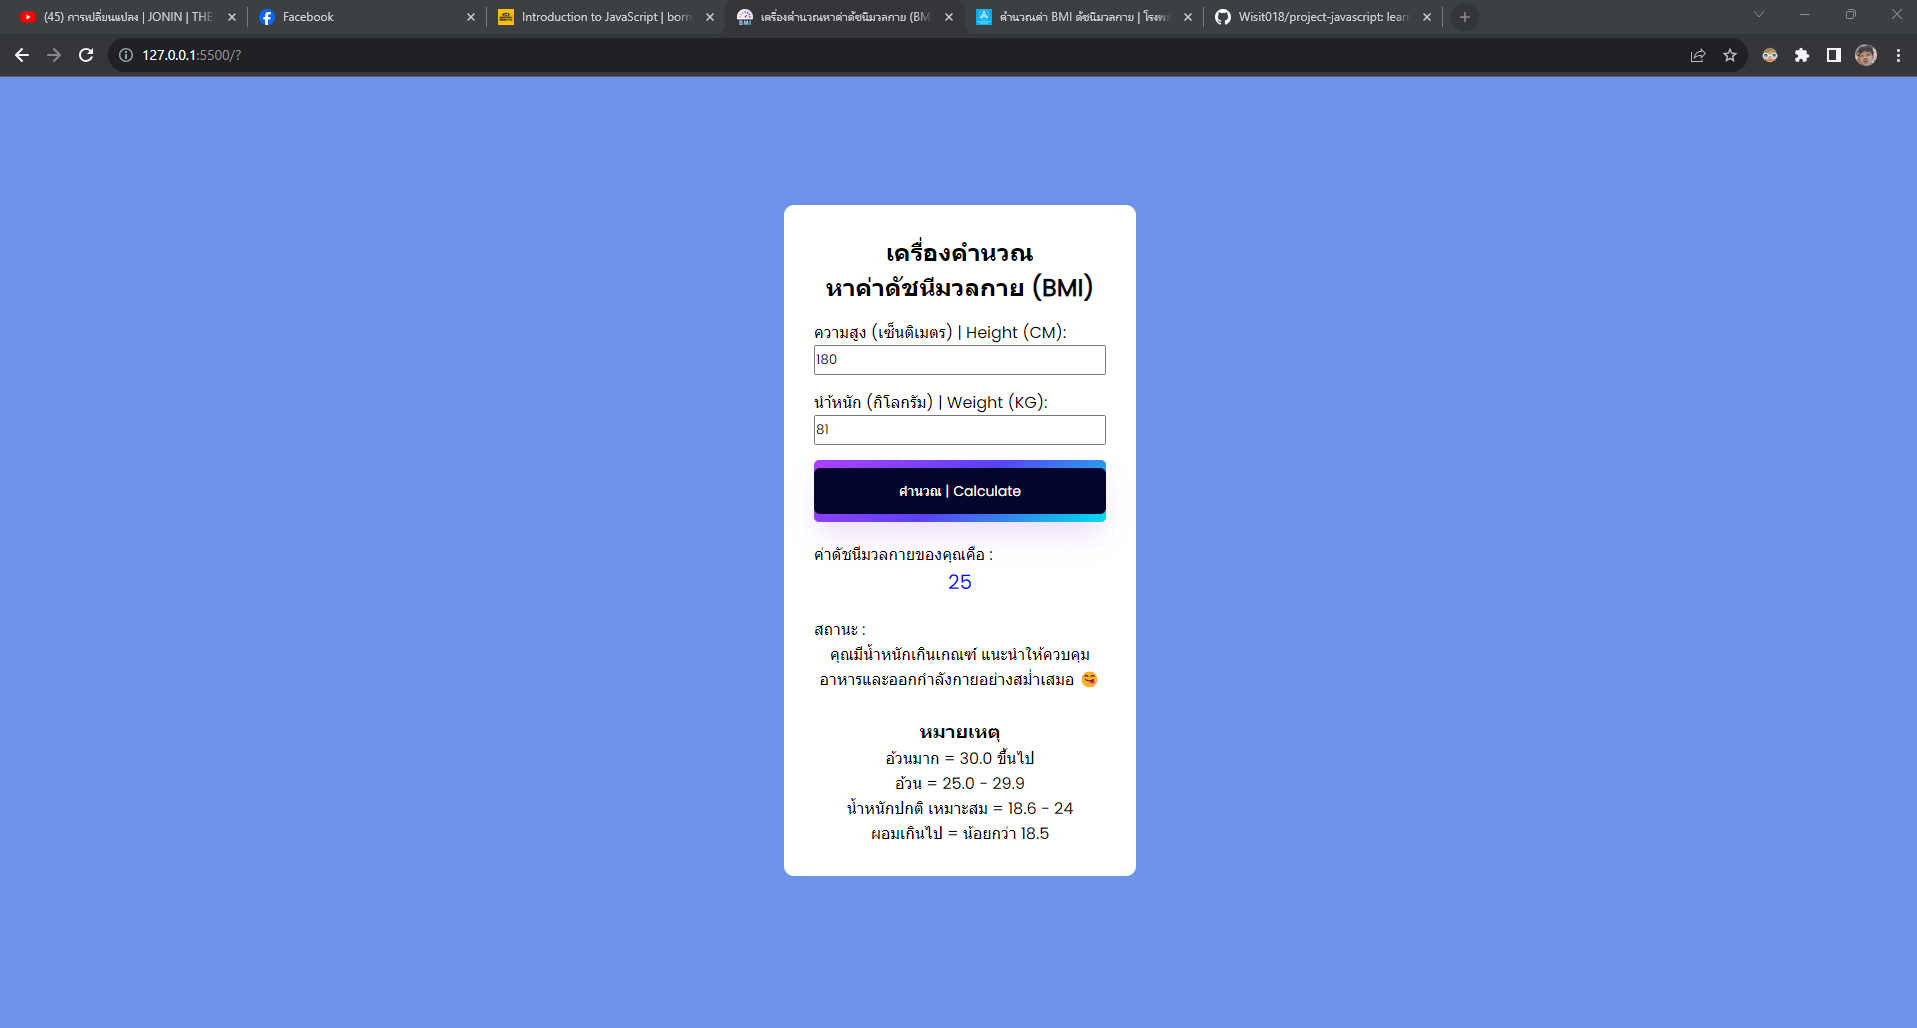 (45) การเปลี่ยนแปลง | JONIN | THE
Facebook
Introduction to JavaScript | born
เครื่องคำนวณหาค่าดัชนีมวลกาย (BM
คำนวณค่า BMI ดัชนีมวลกาย | โรงพย
Wisit018/project-javascript: lear
127.0.0.1:5500/?
เครื่องคำนวณ
หาค่าดัชนีมวลกาย (BMI)
ความสูง (เซ็นติเมตร) | Height (CM):
180
น้ำหนัก (กิโลกรัม) | Weight (KG):
81
คำนวณ | Calculate
ค่าดัชนีมวลกายของคุณคือ :
25
สถานะ :
คุณมีน้ำหนักเกินเกณฑ์ แนะนำให้ควบคุม
อาหารและออกกำลังกายอย่างสม่ำเสมอ 😋
หมายเหตุ
อ้วนมาก = 30.0 ขึ้นไป
อ้วน = 25.0 - 29.9
น้ำหนักปกติ เหมาะสม = 18.6 - 24
ผอมเกินไป = น้อยกว่า 18.5